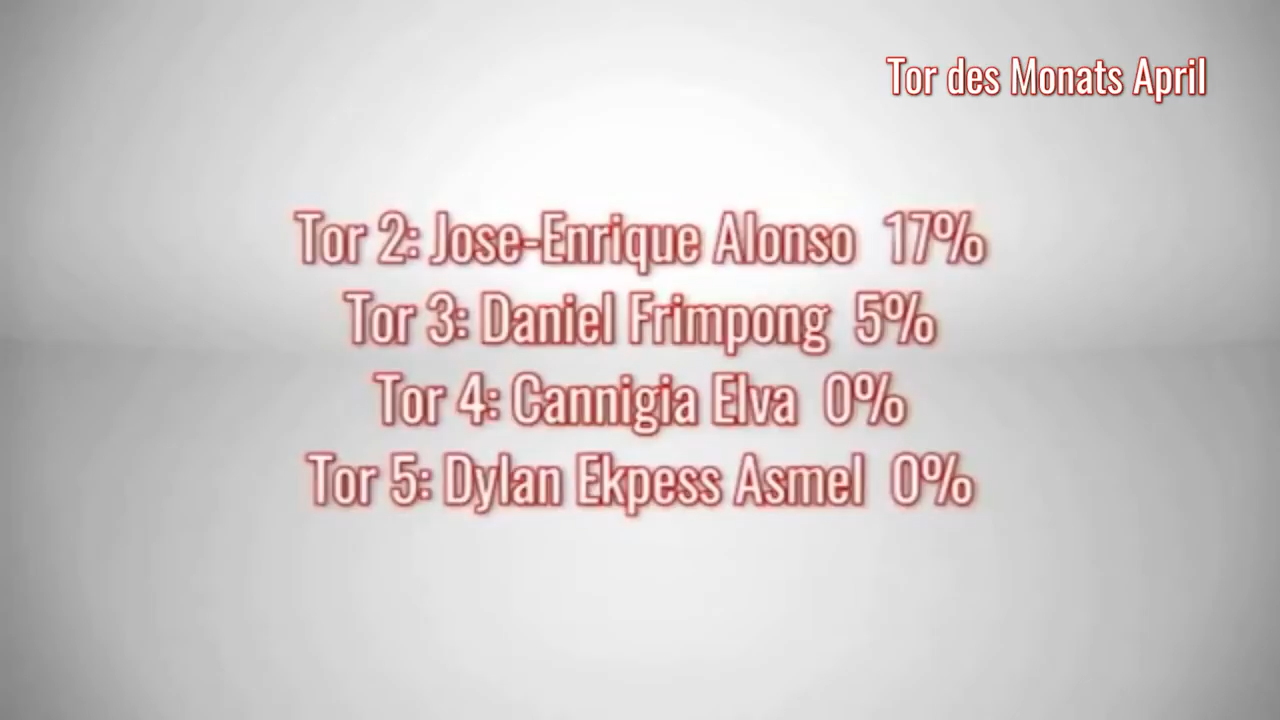 Tor des Monats April
Tor 2: Jose-Enrique Alonso 17%
Tor 3: Daniel Frimpong 5%
Tor 4: Cannigia Elva 0%
Tor 5: Dylan Ekpess Asmel 0%